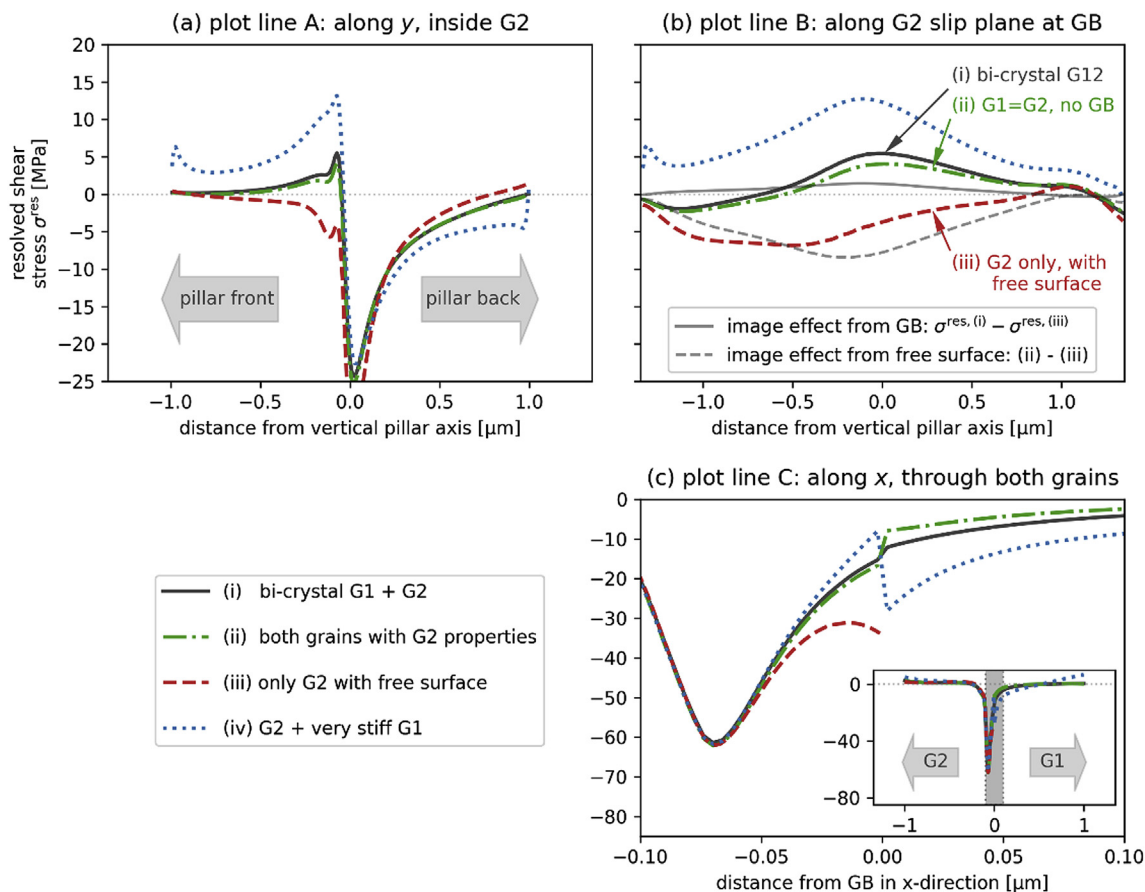 (a) plot line A: along y, inside G2
20
15
10
5
0
−5
−10
−15
−20
−25
resolved shear
stress σ^res [MPa]
pillar front
pillar back
−1.0
−0.5
0.0
0.5
1.0
distance from vertical pillar axis [μm]
(b) plot line B: along G2 slip plane at GB
(i) bi-crystal G12
(ii) G1=G2, no GB
(iii) G2 only, with
free surface
image effect from GB: σ^res, (i) − σ^res, (iii)
image effect from free surface: (ii) - (iii)
−1.0
−0.5
0.0
0.5
1.0
distance from vertical pillar axis [μm]
(i) bi-crystal G1 + G2
(ii) both grains with G2 properties
(iii) only G2 with free surface
(iv) G2 + very stiff G1
(c) plot line C: along x, through both grains
0
−10
−20
−30
−40
−50
−60
−70
−80
0
−40
−80
G2
G1
−1
0
1
−0.10
−0.05
0.00
0.05
0.10
distance from GB in x-direction [μm]